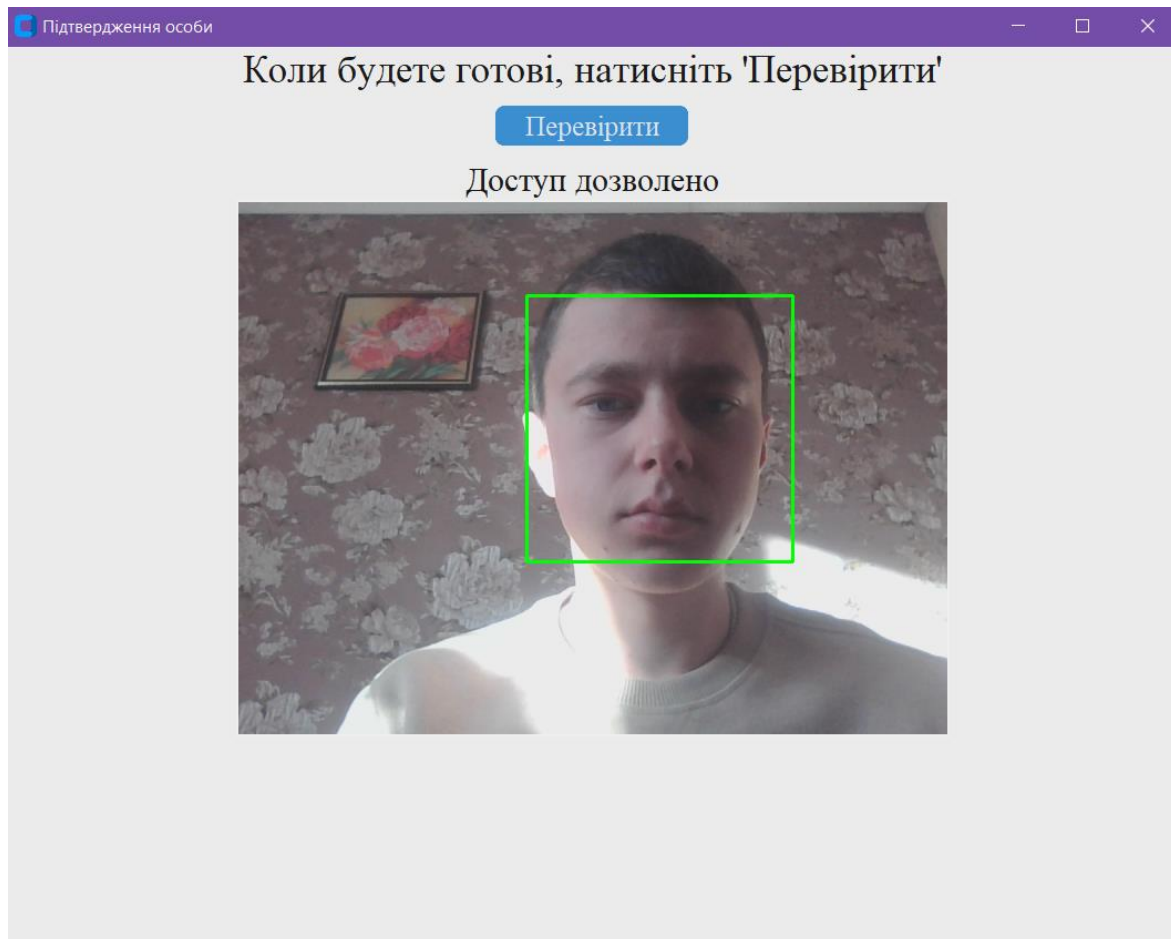 Підтвердження особи
Коли будете готові, натисніть 'Перевірити'
Перевірити
Доступ дозволено